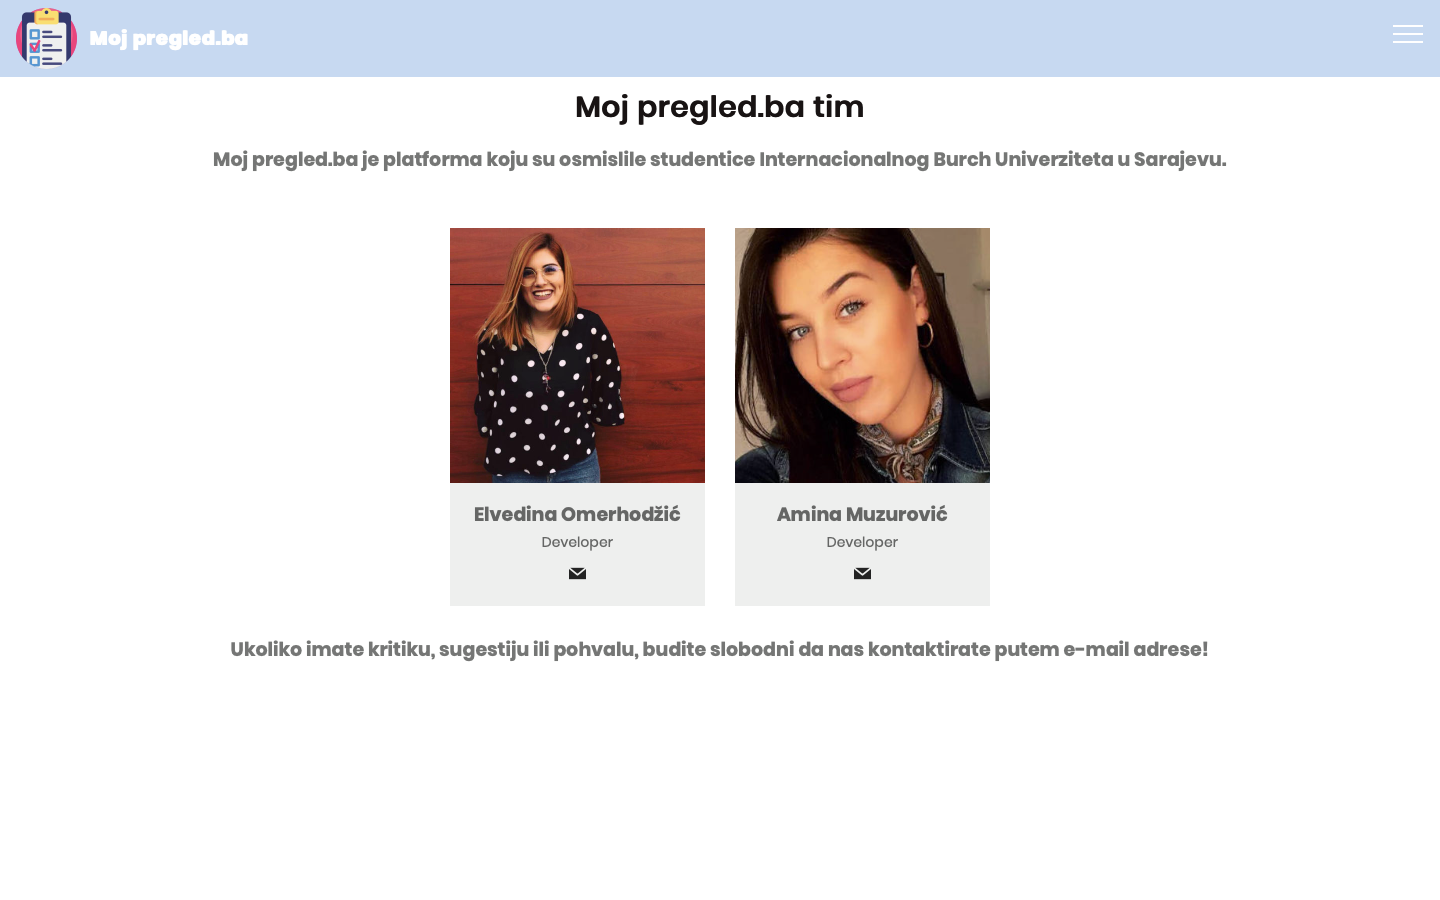 Moj pregled.ba
Moj pregled.ba tim
Moj pregled.ba je platforma koju su osmislile studentice Internacionalnog Burch Univerziteta u Sarajevu.
Elvedina Omerhodžić
Developer
Amina Muzurović
Developer
Ukoliko imate kritiku, sugestiju ili pohvalu, budite slobodni da nas kontaktirate putem e-mail adrese!